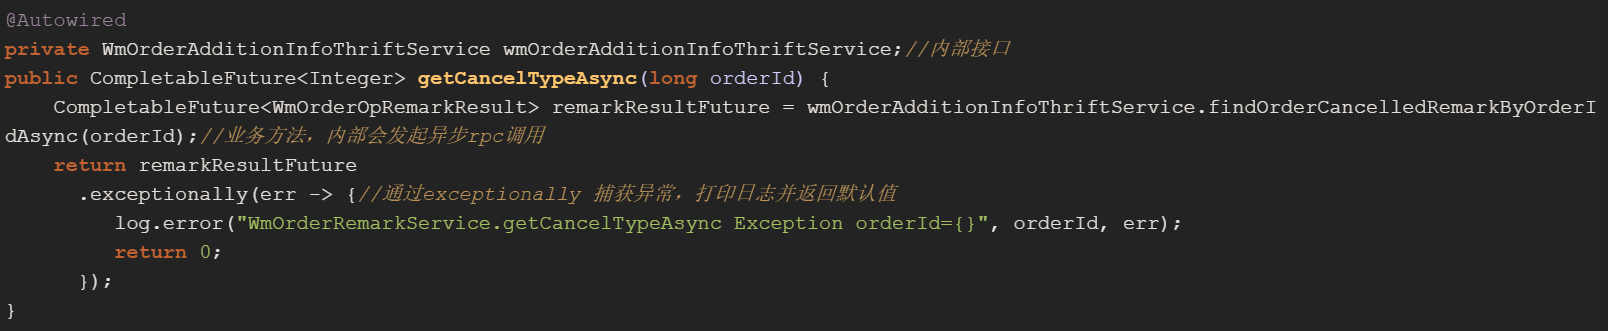 @Autowired
private WmOrderAdditionInfoThriftService wmOrderAdditionInfoThriftService;//内部接口
public CompletableFuture<Integer> getCancelTypeAsync(long orderId) {
    CompletableFuture<WmOrderOpRemarkResult> remarkResultFuture = wmOrderAdditionInfoThriftService.findOrderCancelledRemarkByOrderI
dAsync(orderId);//业务方法，内部会发起异步rpc调用
    return remarkResultFuture
      .exceptionally(err -> {//通过exceptionally 捕获异常，打印日志并返回默认值
         log.error("WmOrderRemarkService.getCancelTypeAsync Exception orderId={}", orderId, err);
         return 0;
      });
}